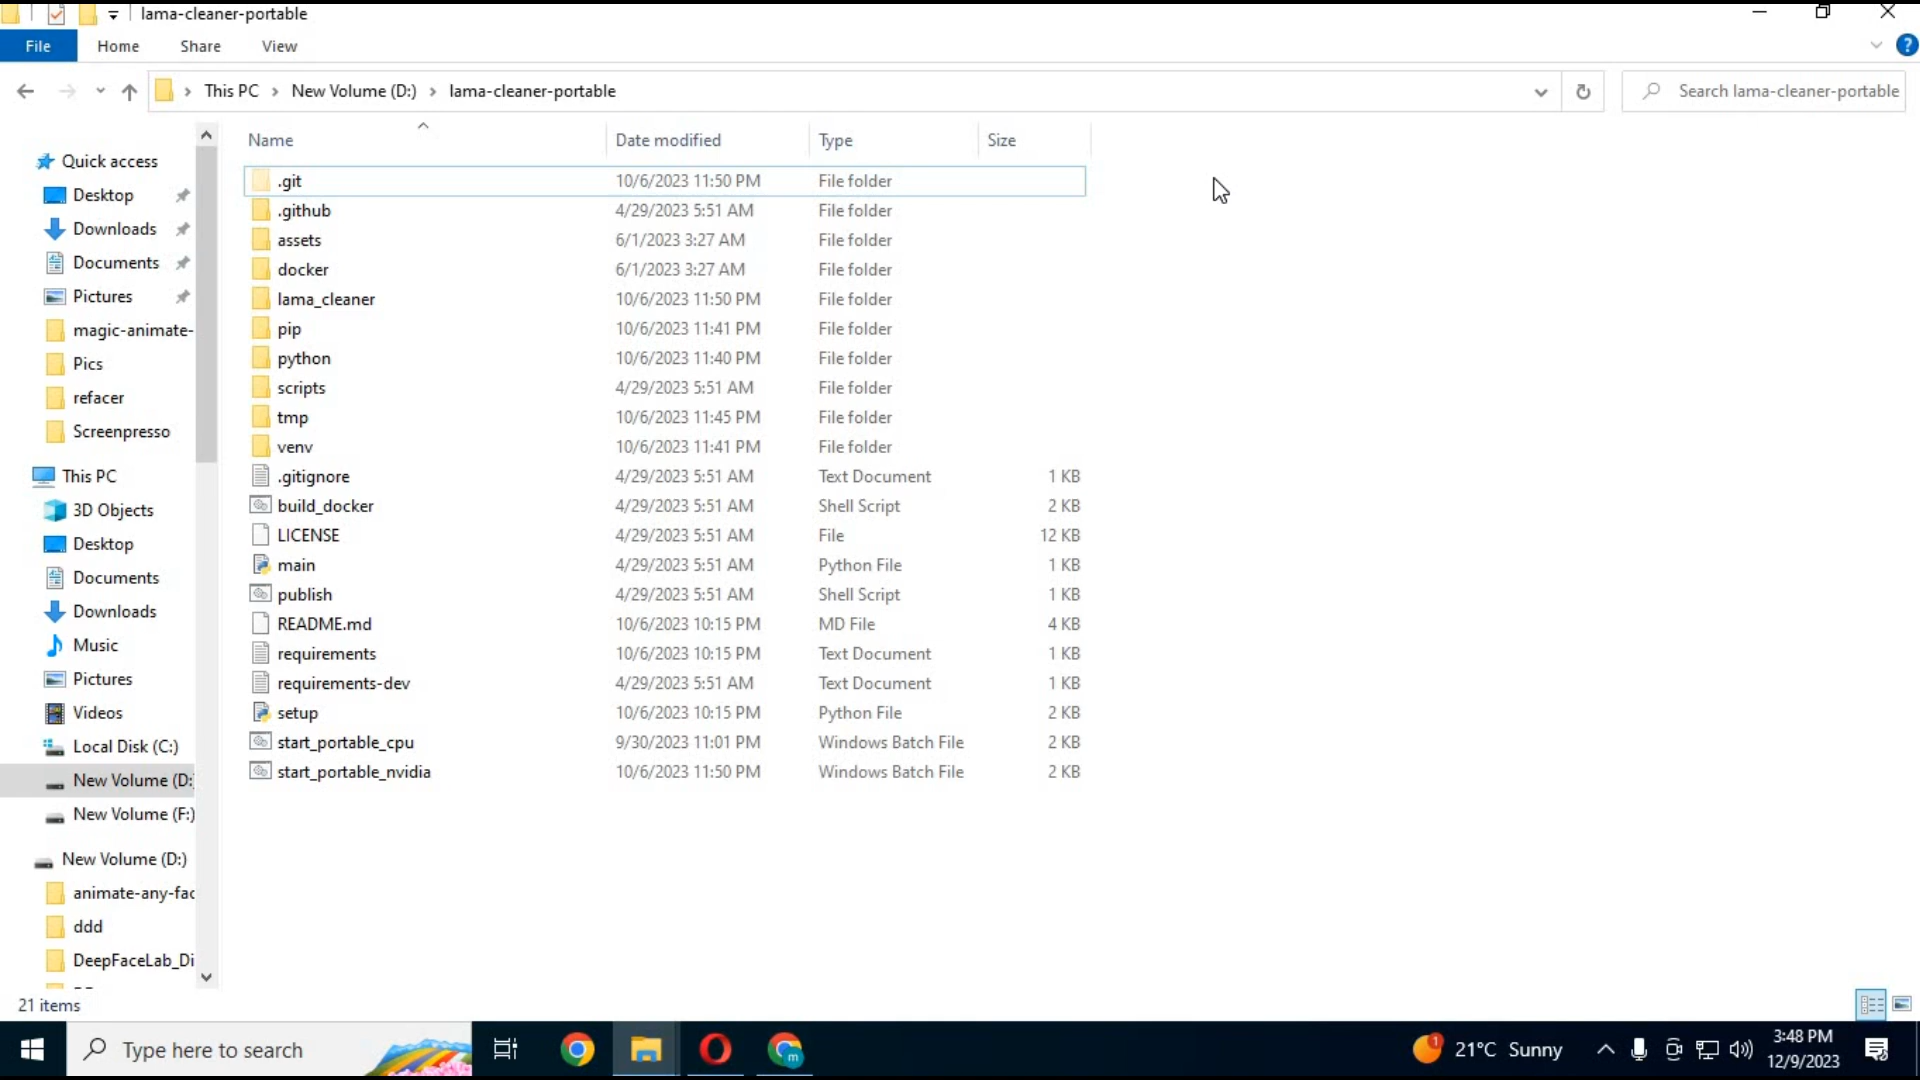 lama-cleaner-portable
File Home Share View
This PC New Volume (D:) lama-cleaner-portable Search lama-cleaner-portable
Name Date modified Type Size
Quick access
Desktop
Downloads
Documents
Pictures
magic-animate-
Pics
refacer
Screenpresso
This PC
3D Objects
Desktop
Documents
Downloads
Music
Pictures
Videos
Local Disk (C:)
New Volume (D:
New Volume (F:)
New Volume (D:)
animate-any-fac
ddd
DeepFaceLab_Di
.git 10/6/2023 11:50 PM File folder
.github 4/29/2023 5:51 AM File folder
assets 6/1/2023 3:27 AM File folder
docker 6/1/2023 3:27 AM File folder
lama_cleaner 10/6/2023 11:50 PM File folder
pip 10/6/2023 11:41 PM File folder
python 10/6/2023 11:40 PM File folder
scripts 4/29/2023 5:51 AM File folder
tmp 10/6/2023 11:45 PM File folder
venv 10/6/2023 11:41 PM File folder
.gitignore 4/29/2023 5:51 AM Text Document 1 KB
build_docker 4/29/2023 5:51 AM Shell Script 2 KB
LICENSE 4/29/2023 5:51 AM File 12 KB
main 4/29/2023 5:51 AM Python File 1 KB
publish 4/29/2023 5:51 AM Shell Script 1 KB
README.md 10/6/2023 10:15 PM MD File 4 KB
requirements 10/6/2023 10:15 PM Text Document 1 KB
requirements-dev 4/29/2023 5:51 AM Text Document 1 KB
setup 10/6/2023 10:15 PM Python File 2 KB
start_portable_cpu 9/30/2023 11:01 PM Windows Batch File 2 KB
start_portable_nvidia 10/6/2023 11:50 PM Windows Batch File 2 KB
21 items
Type here to search
m
1
21°C Sunny
3:48 PM
12/9/2023